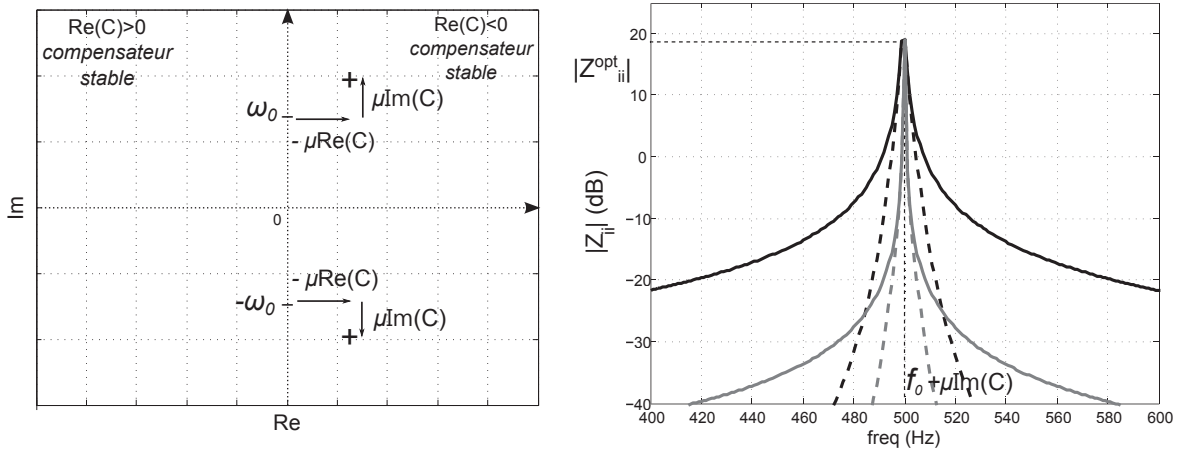 Re(C)>0
compensateur
stable
Re(C)<0
compensateur
stable
+
μIm(C)
ω0
- μRe(C)
0
Im
- μRe(C)
-ω0
μIm(C)
+
Re
20
|Z^opt_ii|
10
0
|Z_ii| (dB)
−10
−20
−30
−40
f0 +μIm(C)
400 420 440 460 480 500 520 540 560 580 600
freq (Hz)